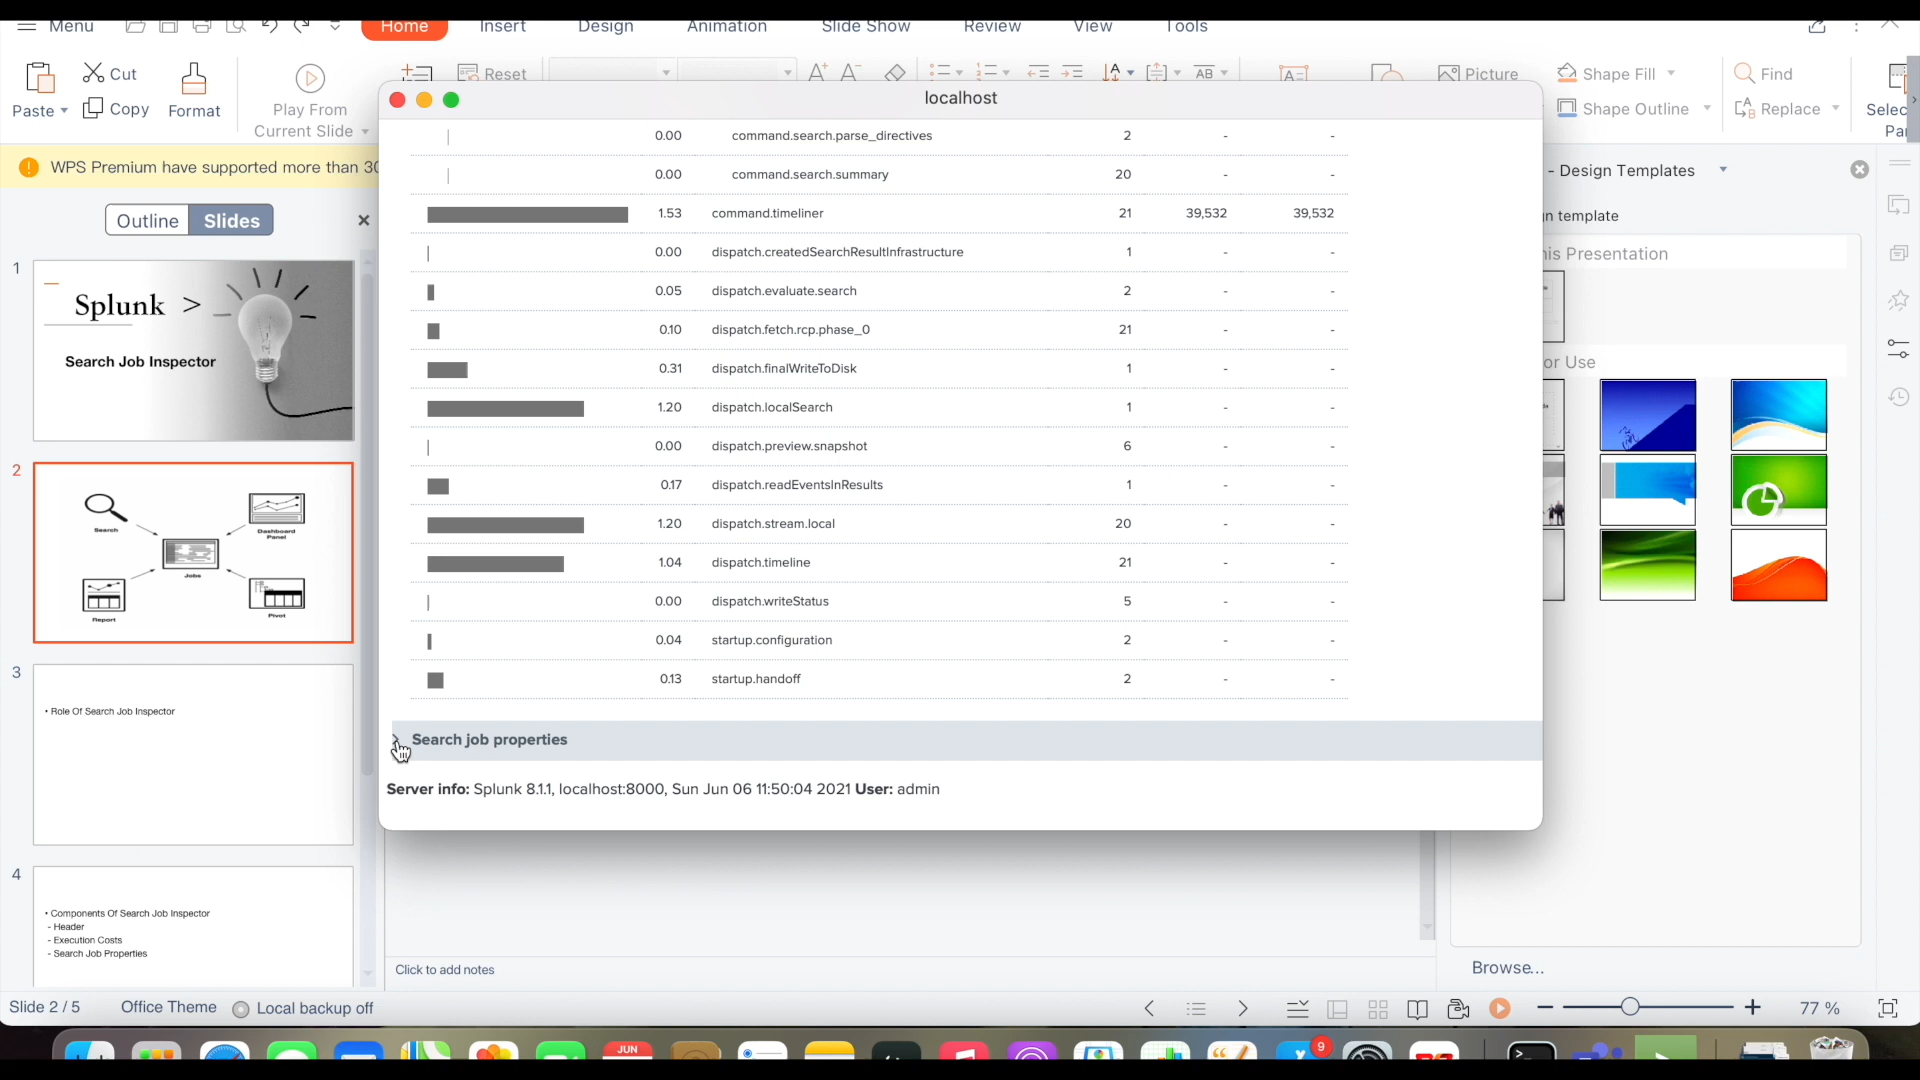 Menu
Home
Insert
Design
Animation
Slide Show
Review
View
Tools
Paste
Cut
Copy
Format
Play From
Current Slide
Reset
Picture
Shape Fill
Shape Outline
Find
Replace
WPS Premium have supported more than 30
Outline
Slides
1
Splunk >
Search Job Inspector
2
Search
Dashboard
Panel
Jobs
Report
Pivot
3
• Role Of Search Job Inspector
4
• Components Of Search Job Inspector
- Header
- Execution Costs
- Search Job Properties
localhost
0.00 command.search.parse_directives 2 - -
0.00 command.search.summary 20 - -
1.53 command.timeliner 21 39,532 39,532
0.00 dispatch.createdSearchResultInfrastructure 1 - -
0.05 dispatch.evaluate.search 2 - -
0.10 dispatch.fetch.rcp.phase_0 21 - -
0.31 dispatch.finalWriteToDisk 1 - -
1.20 dispatch.localSearch 1 - -
0.00 dispatch.preview.snapshot 6 - -
0.17 dispatch.readEventsInResults 1 - -
1.20 dispatch.stream.local 20 - -
1.04 dispatch.timeline 21 - -
0.00 dispatch.writeStatus 5 - -
0.04 startup.configuration 2 - -
0.13 startup.handoff 2 - -
Search job properties
Server info: Splunk 8.1.1, localhost:8000, Sun Jun 06 11:50:04 2021 User: admin
- Design Templates
n template
his Presentation
or Use
Browse...
Click to add notes
Slide 2 / 5
Office Theme
Local backup off
77 %
JUN
9